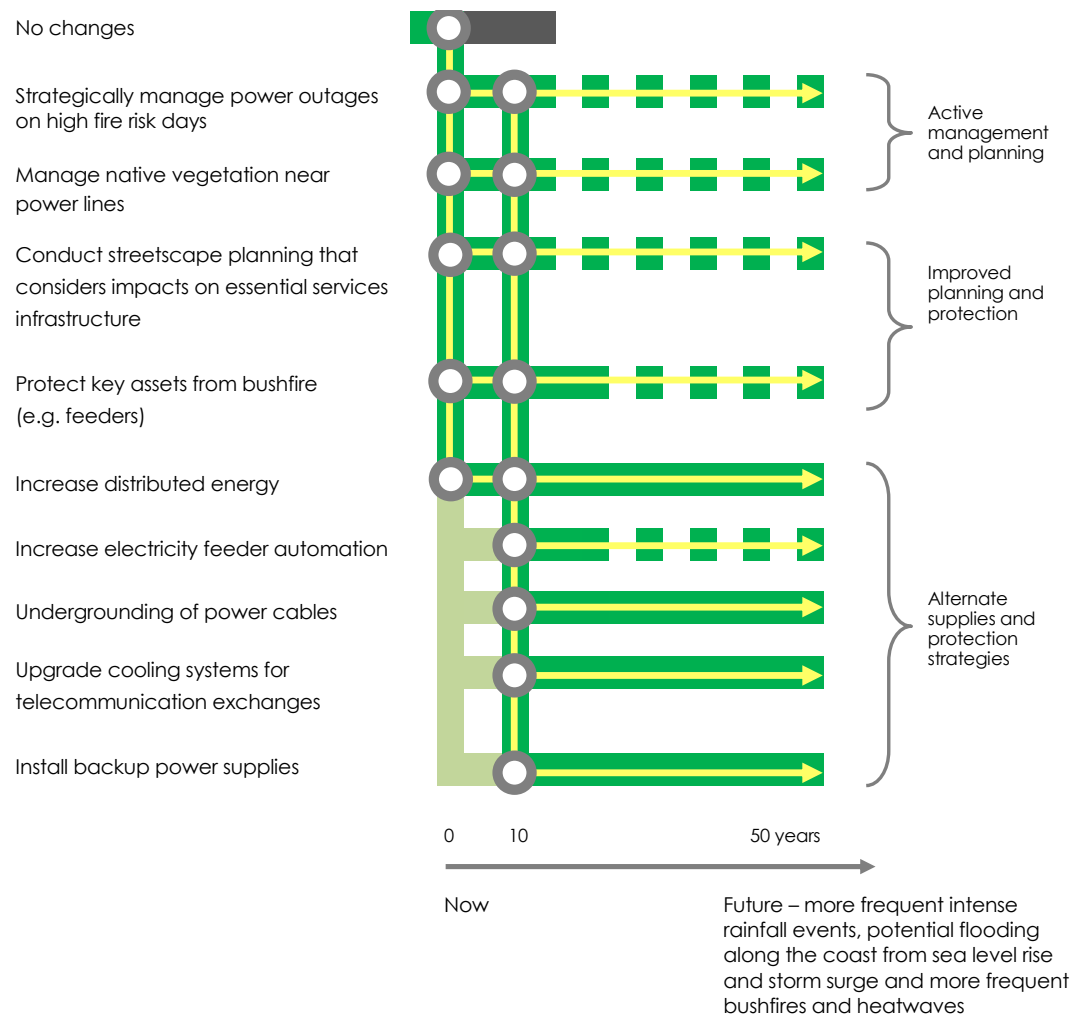 No changes
Strategically manage power outages
on high fire risk days
Manage native vegetation near
power lines
Conduct streetscape planning that
considers impacts on essential services
infrastructure
Protect key assets from bushfire
(e.g. feeders)
Increase distributed energy
Increase electricity feeder automation
Undergrounding of power cables
Upgrade cooling systems for
telecommunication exchanges
Install backup power supplies
Active
management
and planning
Improved
planning and
protection
Alternate
supplies and
protection
strategies
0
10
50 years
Now
Future – more frequent intense
rainfall events, potential flooding
along the coast from sea level rise
and storm surge and more frequent
bushfires and heatwaves